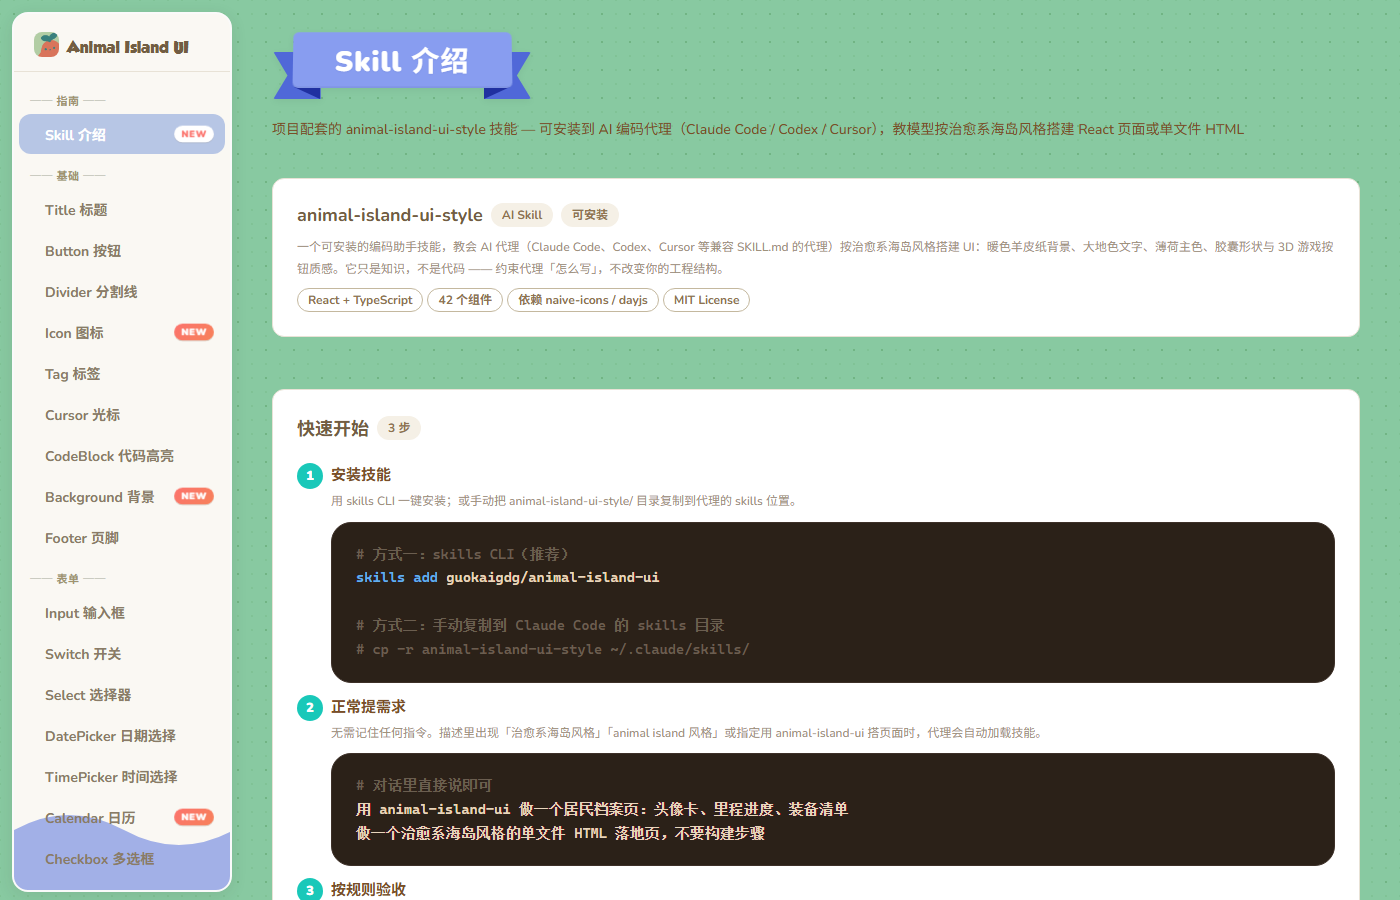 Animal Island UI
指南
Skill 介绍 NEW
基础
Title 标题
Button 按钮
Divider 分割线
Icon 图标 NEW
Tag 标签
Cursor 光标
CodeBlock 代码高亮
Background 背景 NEW
Footer 页脚
表单
Input 输入框
Switch 开关
Select 选择器
DatePicker 日期选择
TimePicker 时间选择
Calendar 日历 NEW
Checkbox 多选框
Skill 介绍
项目配套的 animal-island-ui-style 技能 — 可安装到 AI 编码代理（Claude Code / Codex / Cursor），教模型按治愈系海岛风格搭建 React 页面或单文件 HTML
animal-island-ui-style AI Skill 可安装
一个可安装的编码助手技能，教会 AI 代理（Claude Code、Codex、Cursor 等兼容 SKILL.md 的代理）按治愈系海岛风格搭建 UI：暖色羊皮纸背景、大地色文字、薄荷主色、胶囊形状与 3D 游戏按
钮质感。它只是知识，不是代码 —— 约束代理「怎么写」，不改变你的工程结构。
React + TypeScript 42 个组件 依赖 naive-icons / dayjs MIT License
快速开始 3 步
1 安装技能
用 skills CLI 一键安装；或手动把 animal-island-ui-style/ 目录复制到代理的 skills 位置。
# 方式一：skills CLI（推荐）
skills add guokaigdg/animal-island-ui
# 方式二：手动复制到 Claude Code 的 skills 目录
# cp -r animal-island-ui-style ~/.claude/skills/
2 正常提需求
无需记住任何指令。描述里出现「治愈系海岛风格」「animal island 风格」或指定用 animal-island-ui 搭页面时，代理会自动加载技能。
# 对话里直接说即可
用 animal-island-ui 做一个居民档案页：头像卡、里程进度、装备清单
做一个治愈系海岛风格的单文件 HTML 落地页，不要构建步骤
3 按规则验收